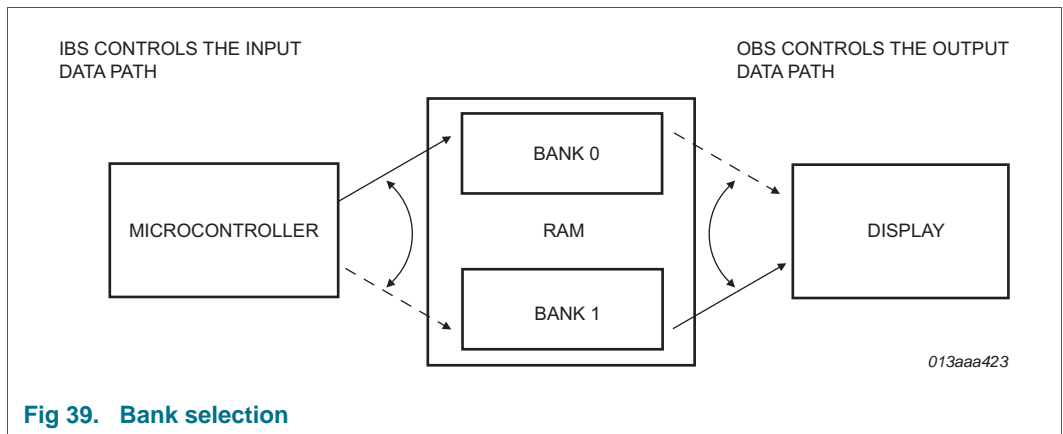 IBS CONTROLS THE INPUT
DATA PATH
OBS CONTROLS THE OUTPUT
DATA PATH
BANK 0
MICROCONTROLLER
RAM
DISPLAY
BANK 1
013aaa423
Fig 39. Bank selection